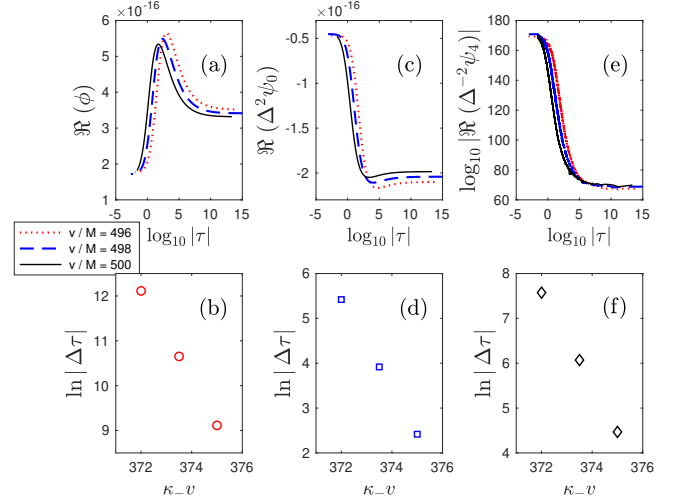 ×10⁻¹⁶
6
5
4
3
2
1
ℜ (ϕ)
(a)
-5 0 5 10 15
log₁₀ |τ|
×10⁻¹⁶
-0.5
-1
-1.5
-2
ℜ (Δ²ψ₀)
(c)
-5 0 5 10 15
log₁₀ |τ|
180
160
140
120
100
80
60
log₁₀ |ℜ (Δ⁻²ψ₄)|
(e)
-5 0 5 10 15
log₁₀ |τ|
v / M = 496
v / M = 498
v / M = 500
12
11
10
9
ln | Δτ|
(b)
372 374 376
κ₋v
6
5
4
3
2
ln | Δτ|
(d)
372 374 376
κ₋v
8
7
6
5
4
ln | Δτ|
(f)
372 374 376
κ₋v